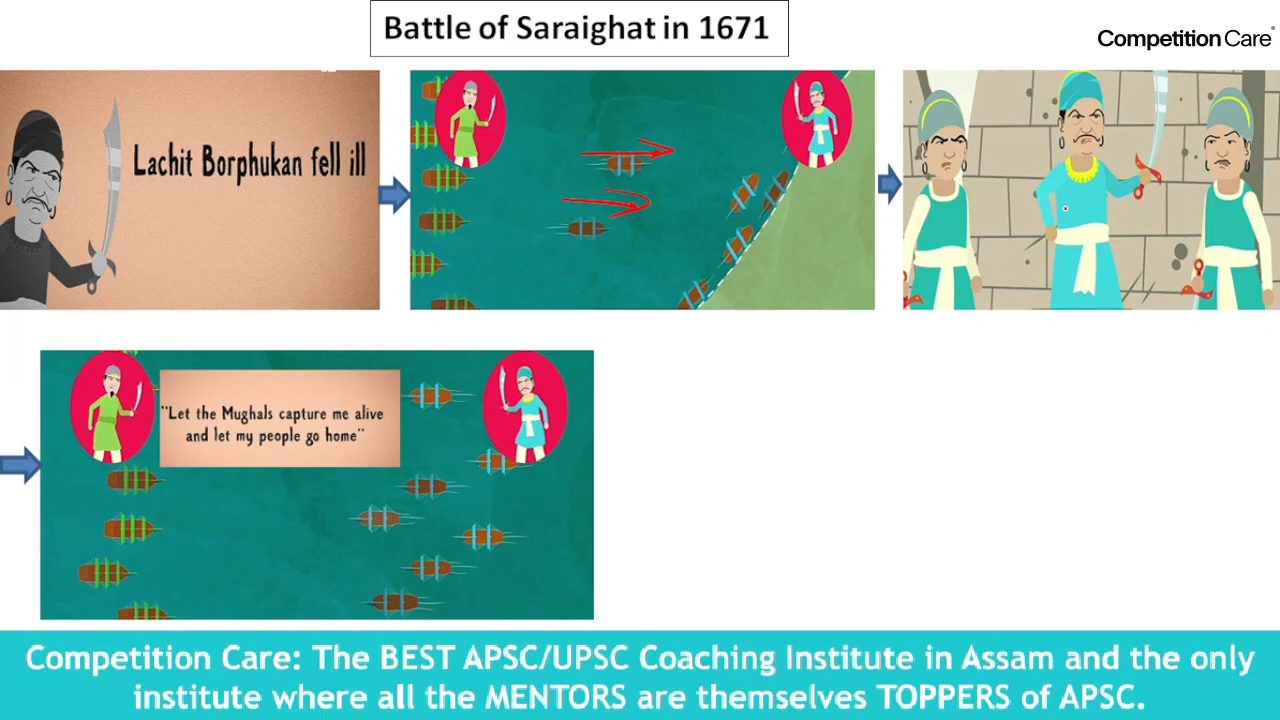 Battle of Saraighat in 1671
Competition Care
Lachit Borphukan fell ill
"Let the Mughals capture me alive
and let my people go home"
Competition Care: The BEST APSC/UPSC Coaching Institute in Assam and the only
institute where all the MENTORS are themselves TOPPERS of APSC.